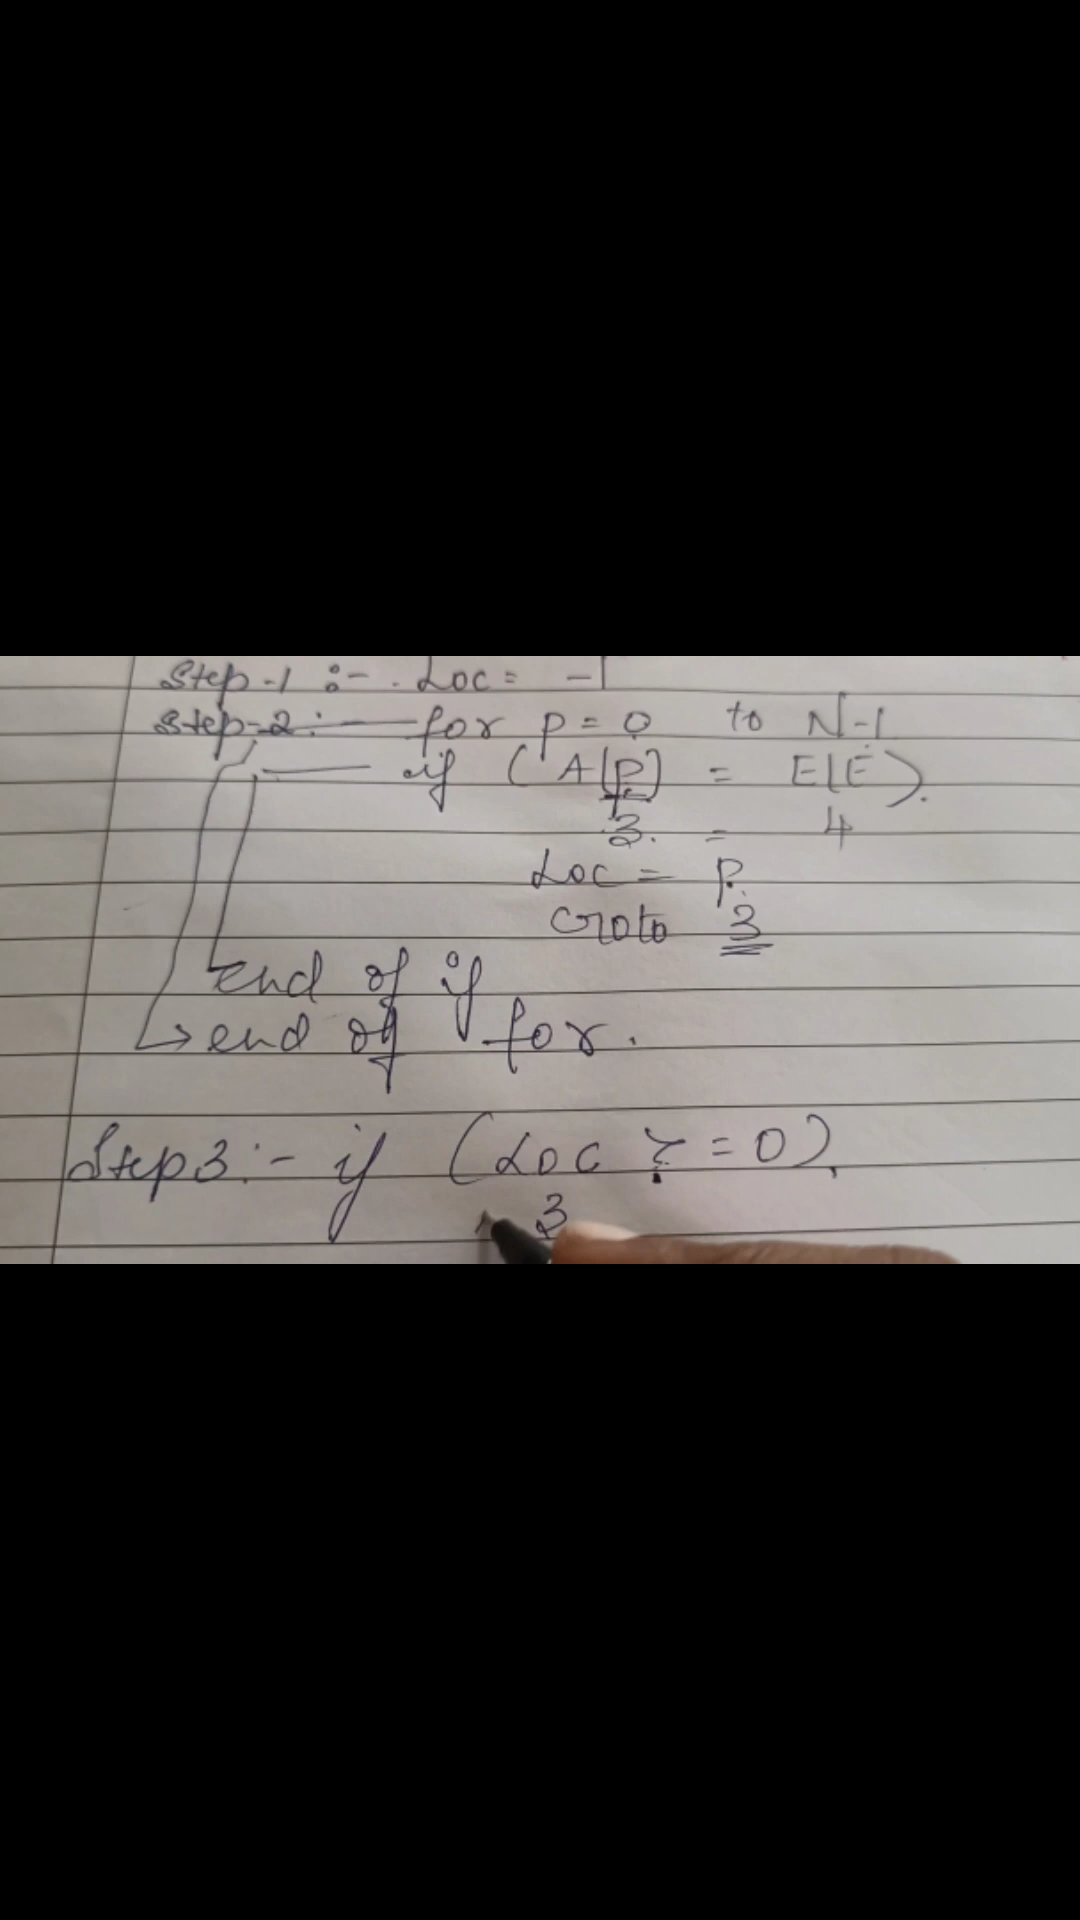 Step-1 :- . Loc = -1
Step-2: — for P = 0 to N-1
— if ( A[P] = ELE ).
3. = 4
Loc = P.
Goto 3
end of if
end of for.
Step3:- if (LOC >= 0).
3